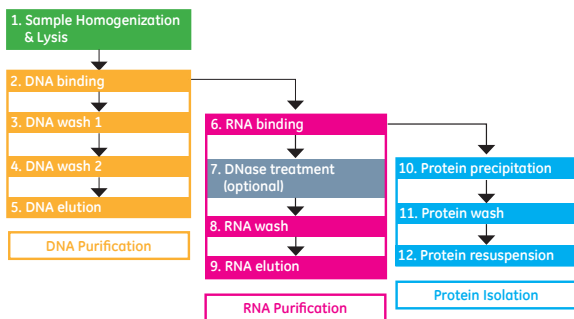 1. Sample Homogenization
& Lysis
2. DNA binding
3. DNA wash 1
4. DNA wash 2
5. DNA elution
DNA Purification
6. RNA binding
7. DNase treatment
(optional)
8. RNA wash
9. RNA elution
RNA Purification
10. Protein precipitation
11. Protein wash
12. Protein resuspension
Protein Isolation